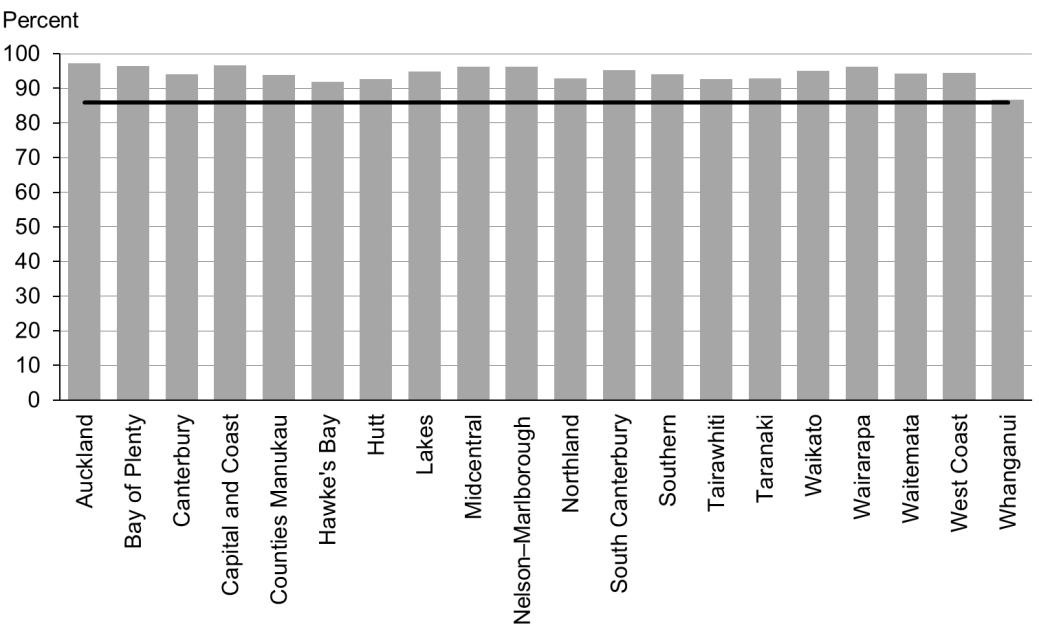 Percent
100
90
80
70
60
50
40
30
20
10
0
Auckland
Bay of Plenty
Canterbury
Capital and Coast
Counties Manukau
Hawke's Bay
Hutt
Lakes
Midcentral
Nelson–Marlborough
Northland
South Canterbury
Southern
Tairawhiti
Taranaki
Waikato
Wairarapa
Waitemata
West Coast
Whanganui